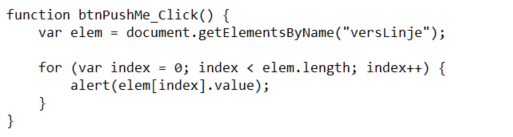 function btnPushMe_Click() {
    var elem = document.getElementsByName("versLinje");

    for (var index = 0; index < elem.length; index++) {
        alert(elem[index].value);
    }
}